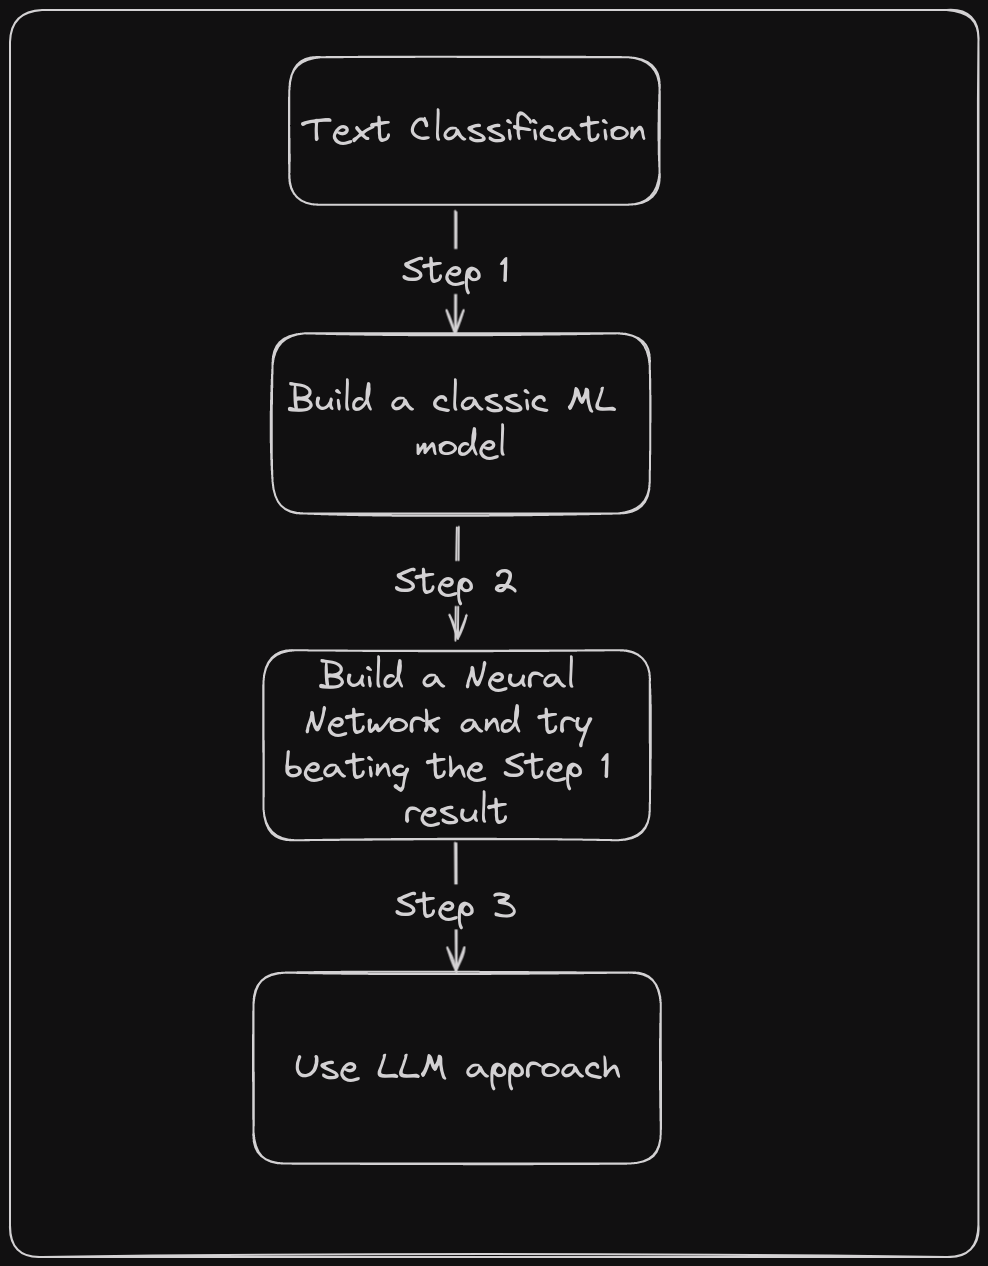 Text Classification
Step 1
Build a classic ML
model
Step 2
Build a Neural
Network and try
beating the Step 1
result
Step 3
Use LLM approach